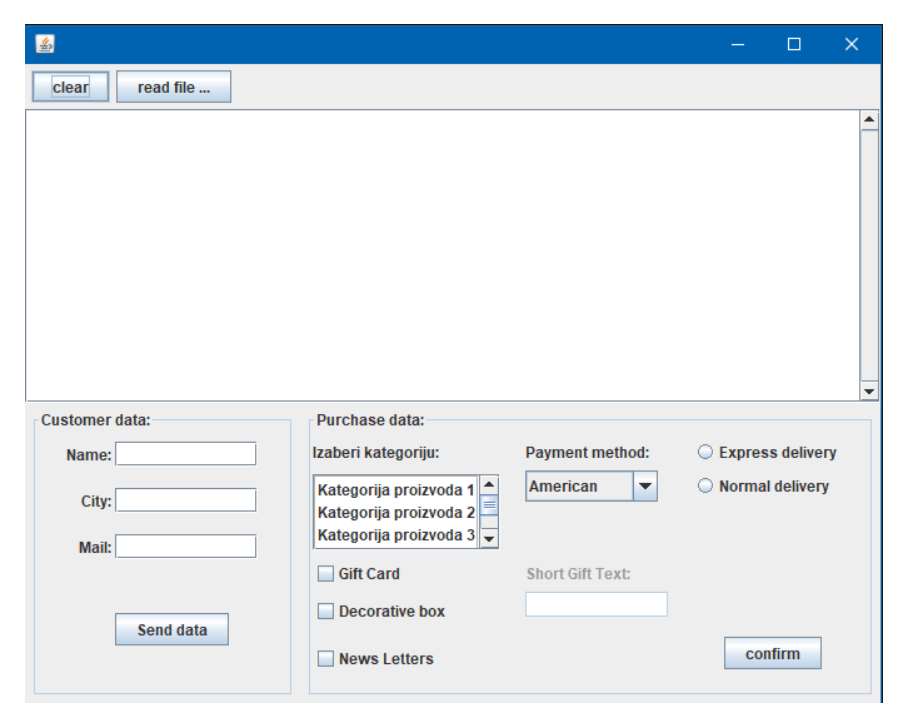 clear read file ...
Customer data:
Name:
City:
Mail:
Send data
Purchase data:
Izaberi kategoriju:
Kategorija proizvoda 1
Kategorija proizvoda 2
Kategorija proizvoda 3
Payment method:
American
Express delivery
Normal delivery
Gift Card
Decorative box
News Letters
Short Gift Text:
confirm